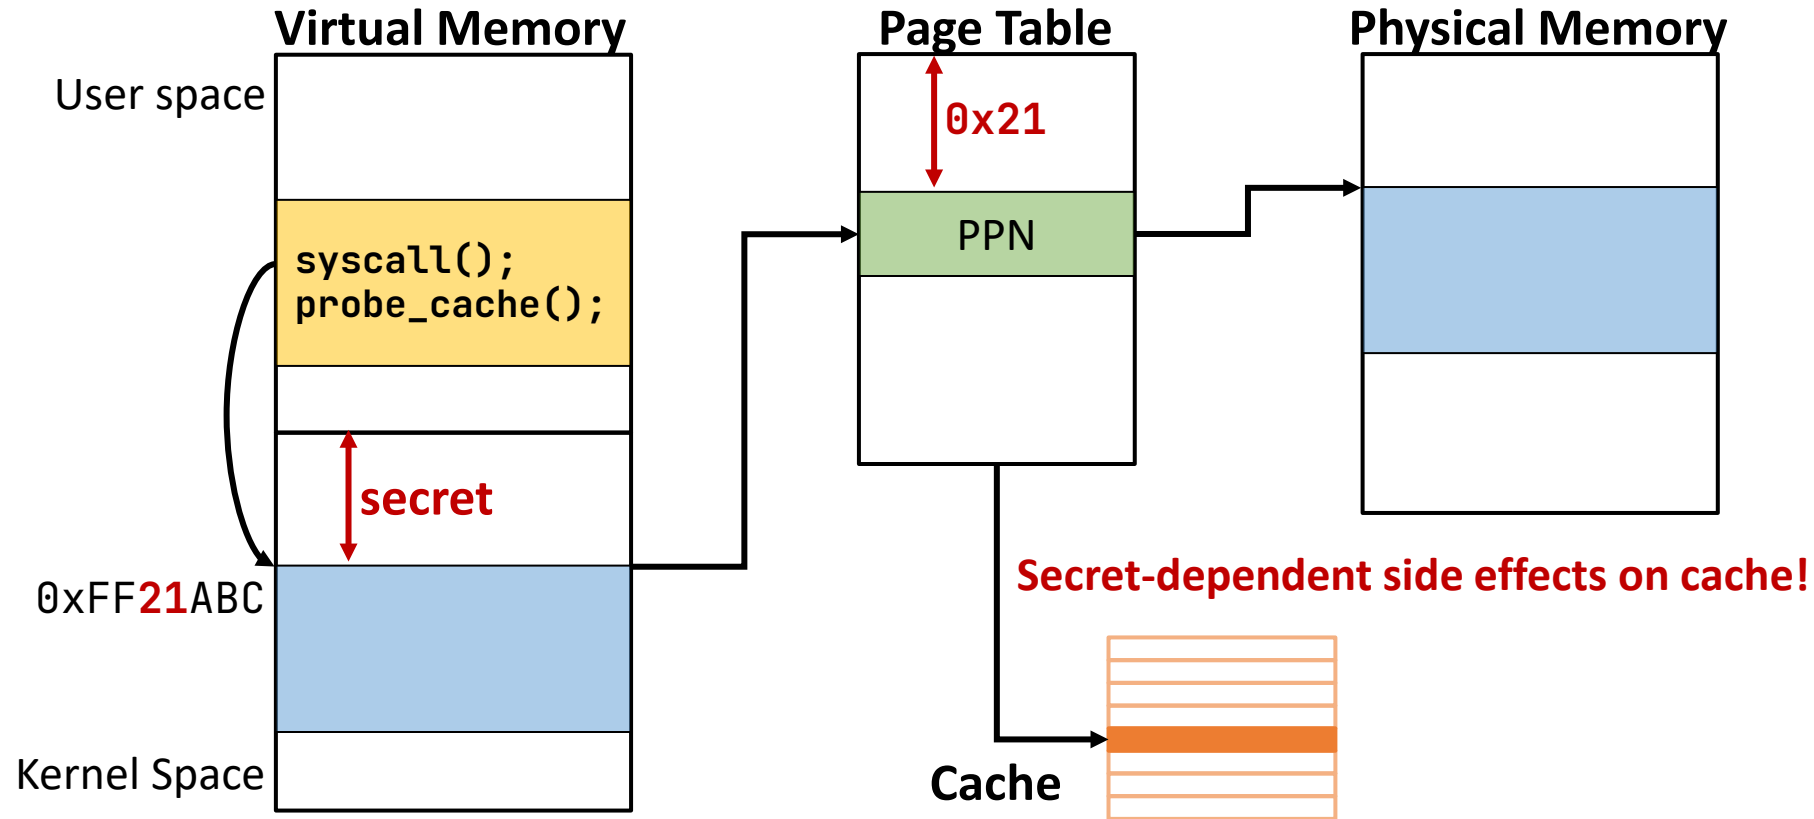 Virtual Memory
Page Table
Physical Memory
User space
0x21
PPN
syscall();
probe_cache();
secret
0xFF21ABC
Secret-dependent side effects on cache!
Kernel Space
Cache